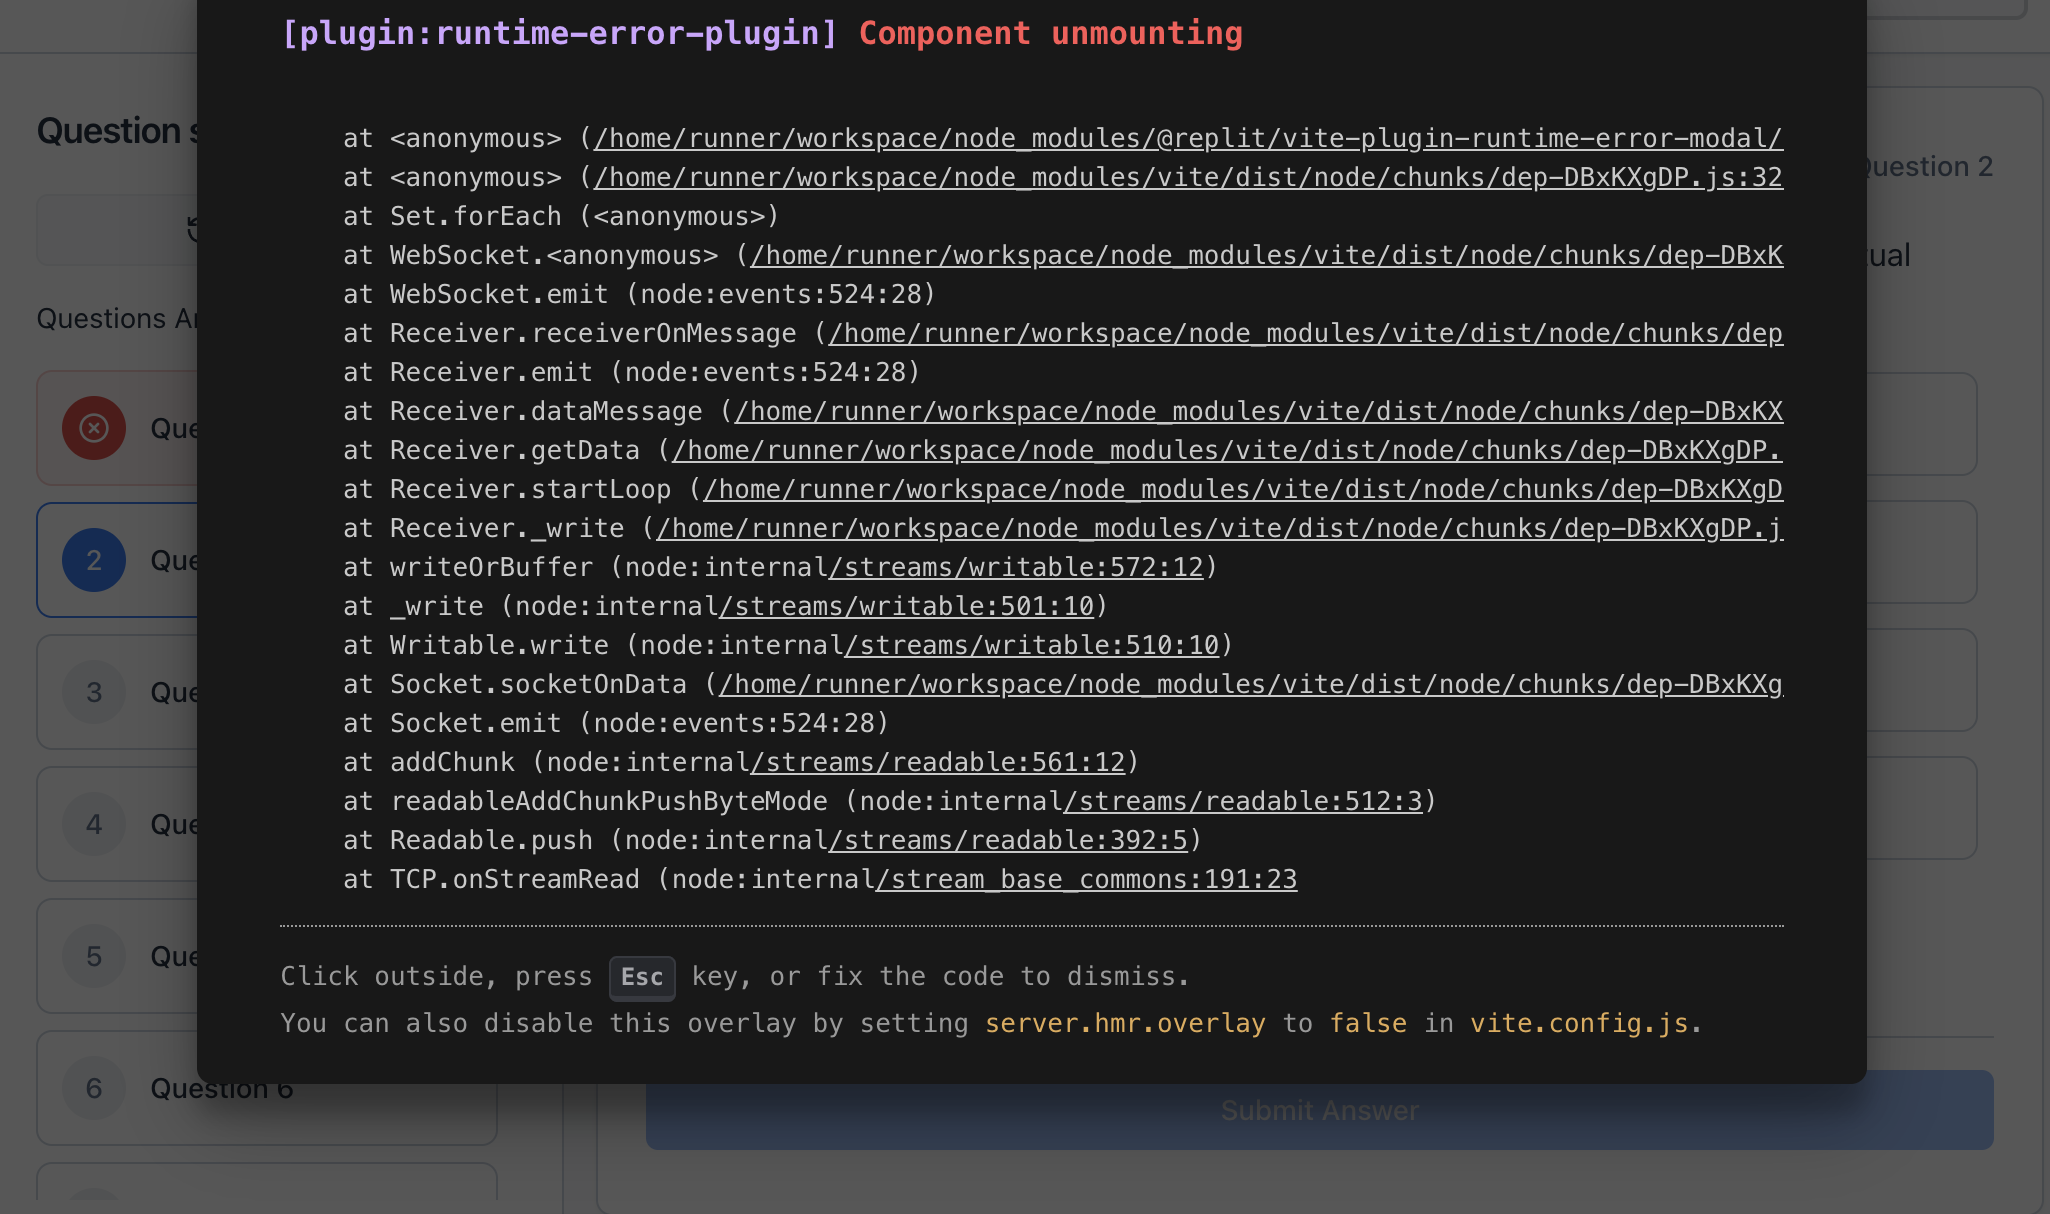 [plugin:runtime-error-plugin] Component unmounting
at <anonymous> (/home/runner/workspace/node_modules/@replit/vite-plugin-runtime-error-modal/
at <anonymous> (/home/runner/workspace/node_modules/vite/dist/node/chunks/dep-DBxKXgDP.js:32
at Set.forEach (<anonymous>)
at WebSocket.<anonymous> (/home/runner/workspace/node_modules/vite/dist/node/chunks/dep-DBxK
at WebSocket.emit (node:events:524:28)
at Receiver.receiverOnMessage (/home/runner/workspace/node_modules/vite/dist/node/chunks/dep
at Receiver.emit (node:events:524:28)
at Receiver.dataMessage (/home/runner/workspace/node_modules/vite/dist/node/chunks/dep-DBxKX
at Receiver.getData (/home/runner/workspace/node_modules/vite/dist/node/chunks/dep-DBxKXgDP.
at Receiver.startLoop (/home/runner/workspace/node_modules/vite/dist/node/chunks/dep-DBxKXgD
at Receiver._write (/home/runner/workspace/node_modules/vite/dist/node/chunks/dep-DBxKXgDP.j
at writeOrBuffer (node:internal/streams/writable:572:12)
at _write (node:internal/streams/writable:501:10)
at Writable.write (node:internal/streams/writable:510:10)
at Socket.socketOnData (/home/runner/workspace/node_modules/vite/dist/node/chunks/dep-DBxKXg
at Socket.emit (node:events:524:28)
at addChunk (node:internal/streams/readable:561:12)
at readableAddChunkPushByteMode (node:internal/streams/readable:512:3)
at Readable.push (node:internal/streams/readable:392:5)
at TCP.onStreamRead (node:internal/stream_base_commons:191:23
Click outside, press Esc key, or fix the code to dismiss.
You can also disable this overlay by setting server.hmr.overlay to false in vite.config.js.
Question s
Questions A
Que
2 Que
3 Que
4 Que
5 Que
6 Question 6
uestion 2
tual
Submit Answer